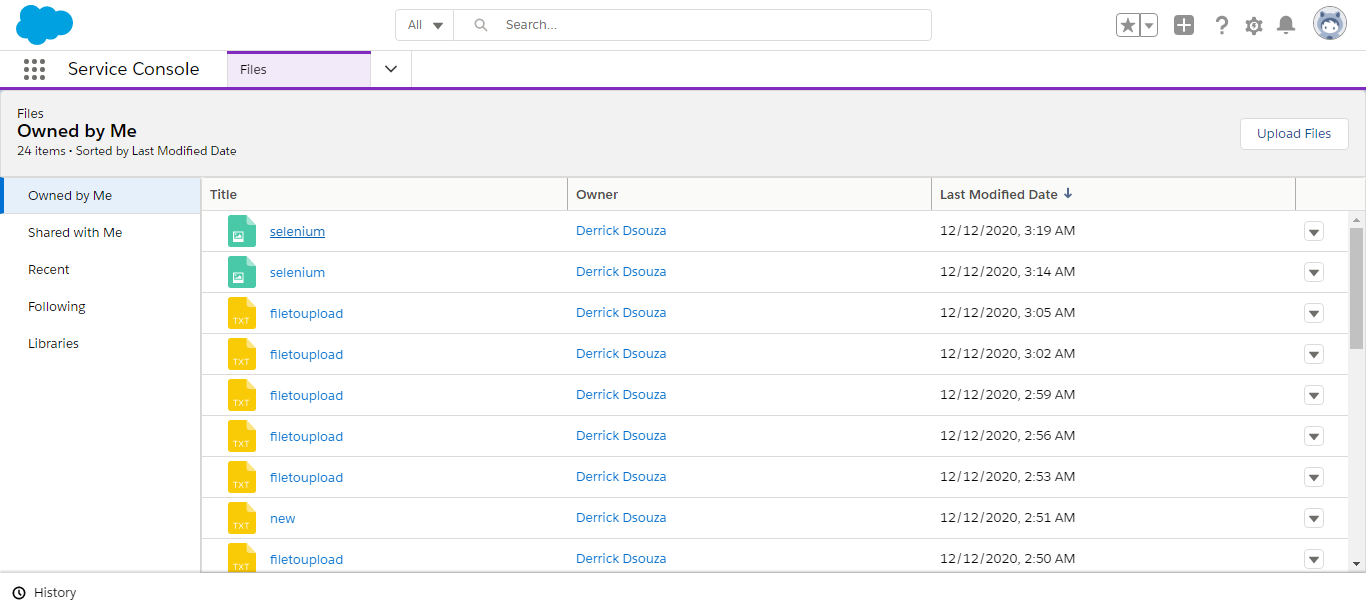 All Search...
Service Console Files
Files
Owned by Me
24 items • Sorted by Last Modified Date
Upload Files
Owned by Me
Shared with Me
Recent
Following
Libraries
Title Owner Last Modified Date
selenium Derrick Dsouza 12/12/2020, 3:19 AM
selenium Derrick Dsouza 12/12/2020, 3:14 AM
TXT filetoupload Derrick Dsouza 12/12/2020, 3:05 AM
TXT filetoupload Derrick Dsouza 12/12/2020, 3:02 AM
TXT filetoupload Derrick Dsouza 12/12/2020, 2:59 AM
TXT filetoupload Derrick Dsouza 12/12/2020, 2:56 AM
TXT filetoupload Derrick Dsouza 12/12/2020, 2:53 AM
TXT new Derrick Dsouza 12/12/2020, 2:51 AM
TXT filetoupload Derrick Dsouza 12/12/2020, 2:50 AM
History